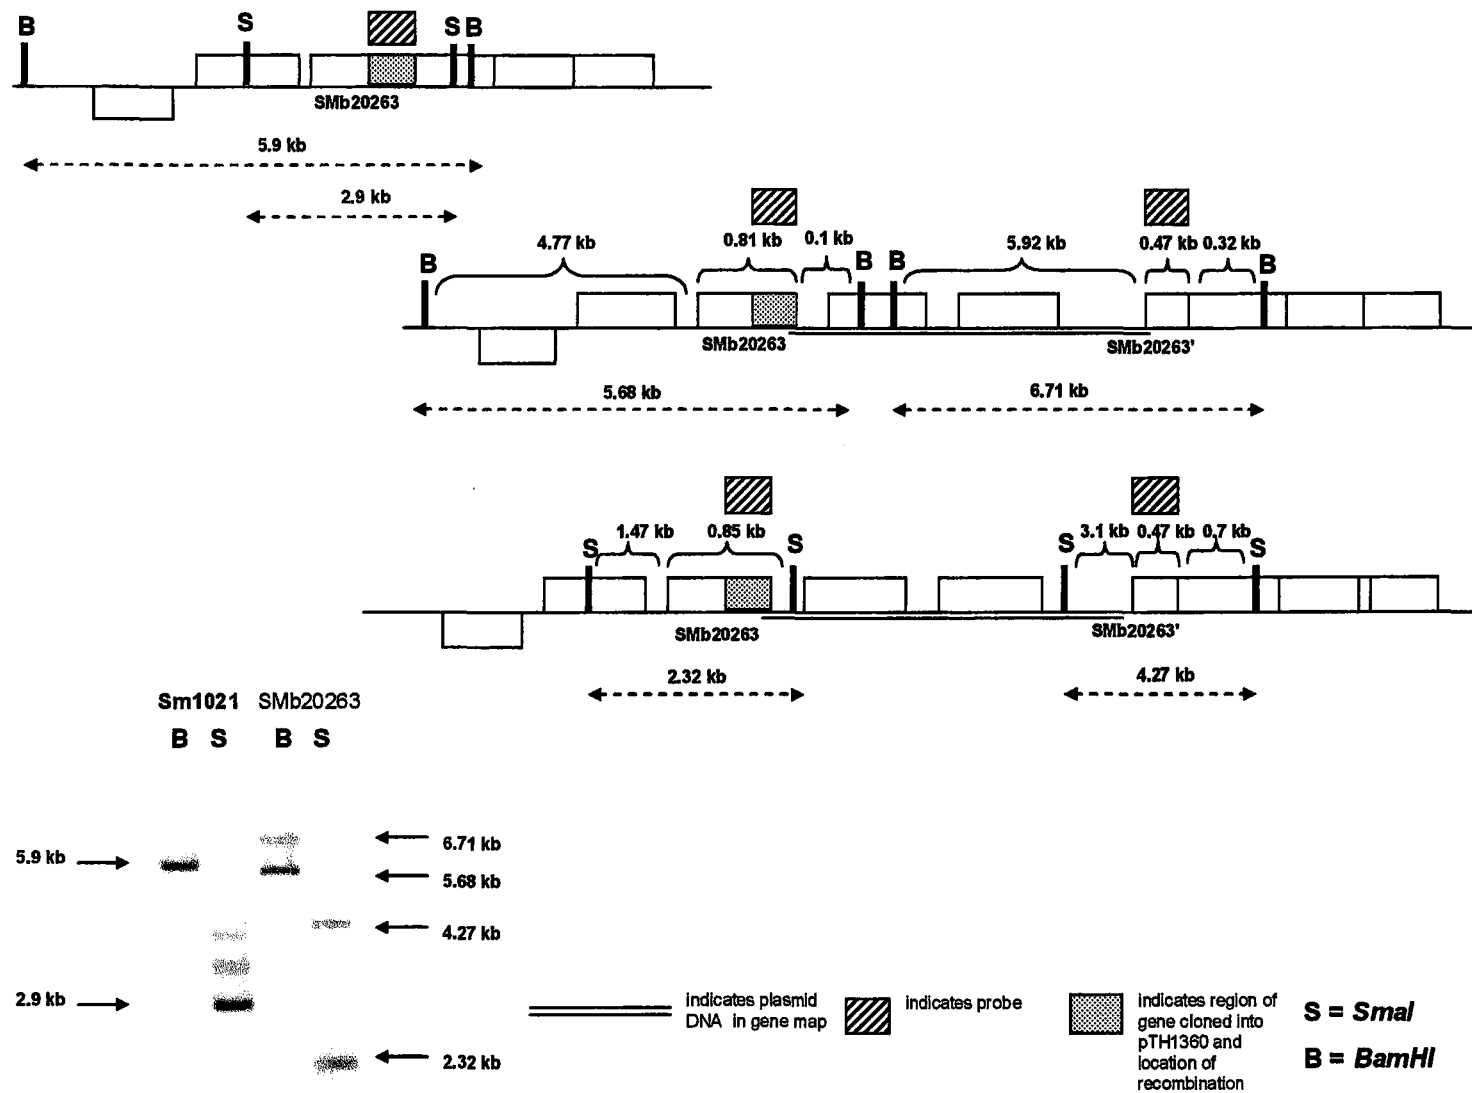 B S S B
SMb20263
5.9 kb
2.9 kb
4.77 kb 0.81 kb 0.1 kb 5.92 kb 0.47 kb 0.32 kb
B B B B
SMb20263 SMb20263'
5.68 kb 6.71 kb
1.47 kb 0.85 kb 3.1 kb 0.47 kb 0.7 kb
S S S S
SMb20263 SMb20263'
2.32 kb 4.27 kb
Sm1021 SMb20263
B S B S
5.9 kb
2.9 kb
6.71 kb
5.68 kb
4.27 kb
2.32 kb
indicates plasmid
DNA in gene map
indicates probe
indicates region of
gene cloned into
pTH1360 and
location of
recombination
S = SmaI
B = BamHI